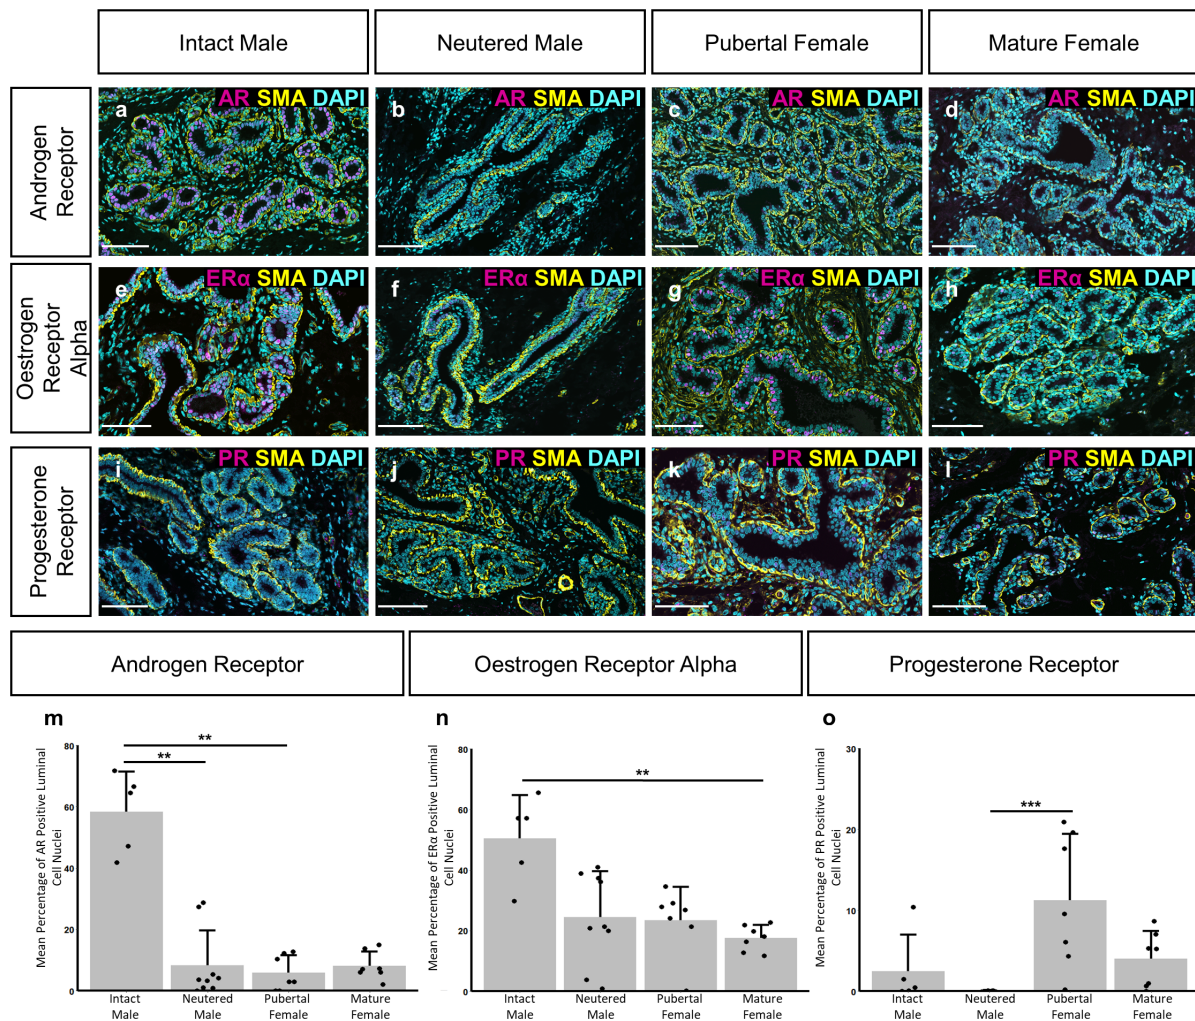 Intact Male
Neutered Male
Pubertal Female
Mature Female
Androgen
Receptor
a
AR SMA DAPI
b
AR SMA DAPI
c
AR SMA DAPI
d
AR SMA DAPI
Oestrogen
Receptor
Alpha
e
ERα SMA DAPI
f
ERα SMA DAPI
g
ERα SMA DAPI
h
ERα SMA DAPI
Progesterone
Receptor
i
PR SMA DAPI
j
PR SMA DAPI
k
PR SMA DAPI
l
PR SMA DAPI
Androgen Receptor
Oestrogen Receptor Alpha
Progesterone Receptor
m
Mean Percentage of AR Positive Luminal
Cell Nuclei
80
60
40
20
0
**
**
Intact
Male
Neutered
Male
Pubertal
Female
Mature
Female
n
Mean Percentage of ERα Positive Luminal
Cell Nuclei
80
60
40
20
0
**
Intact
Male
Neutered
Male
Pubertal
Female
Mature
Female
o
Mean Percentage of PR Positive Luminal
Cell Nuclei
30
20
10
0
***
Intact
Male
Neutered
Male
Pubertal
Female
Mature
Female